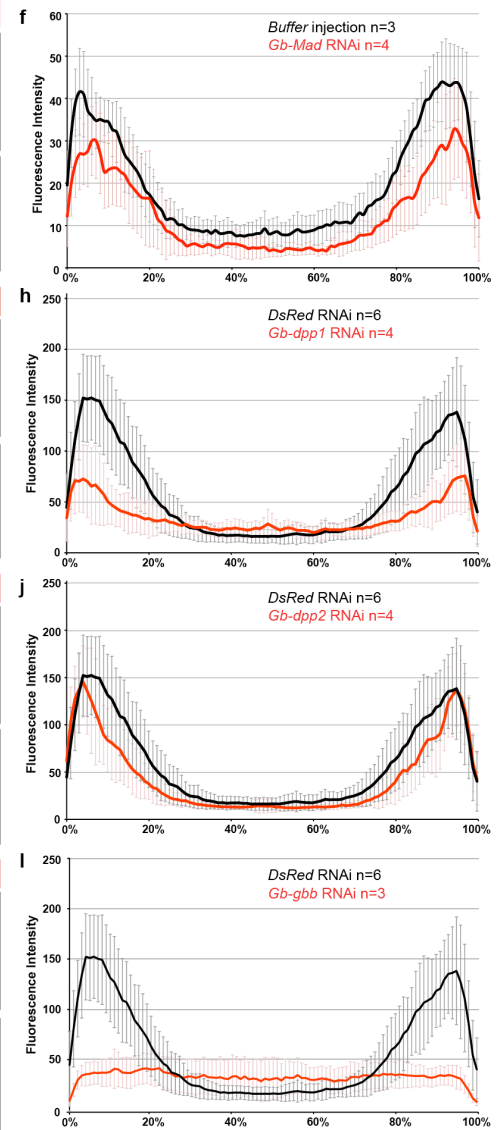 f
Buffer injection n=3
Gb-Mad RNAi n=4
Fluorescence Intensity
60
50
40
30
20
10
0
0% 20% 40% 60% 80% 100%
h
DsRed RNAi n=6
Gb-dpp1 RNAi n=4
Fluorescence Intensity
250
200
150
100
50
0
0% 20% 40% 60% 80% 100%
j
DsRed RNAi n=6
Gb-dpp2 RNAi n=4
Fluorescence Intensity
250
200
150
100
50
0
0% 20% 40% 60% 80% 100%
l
DsRed RNAi n=6
Gb-gbb RNAi n=3
Fluorescence Intensity
250
200
150
100
50
0
0% 20% 40% 60% 80% 100%